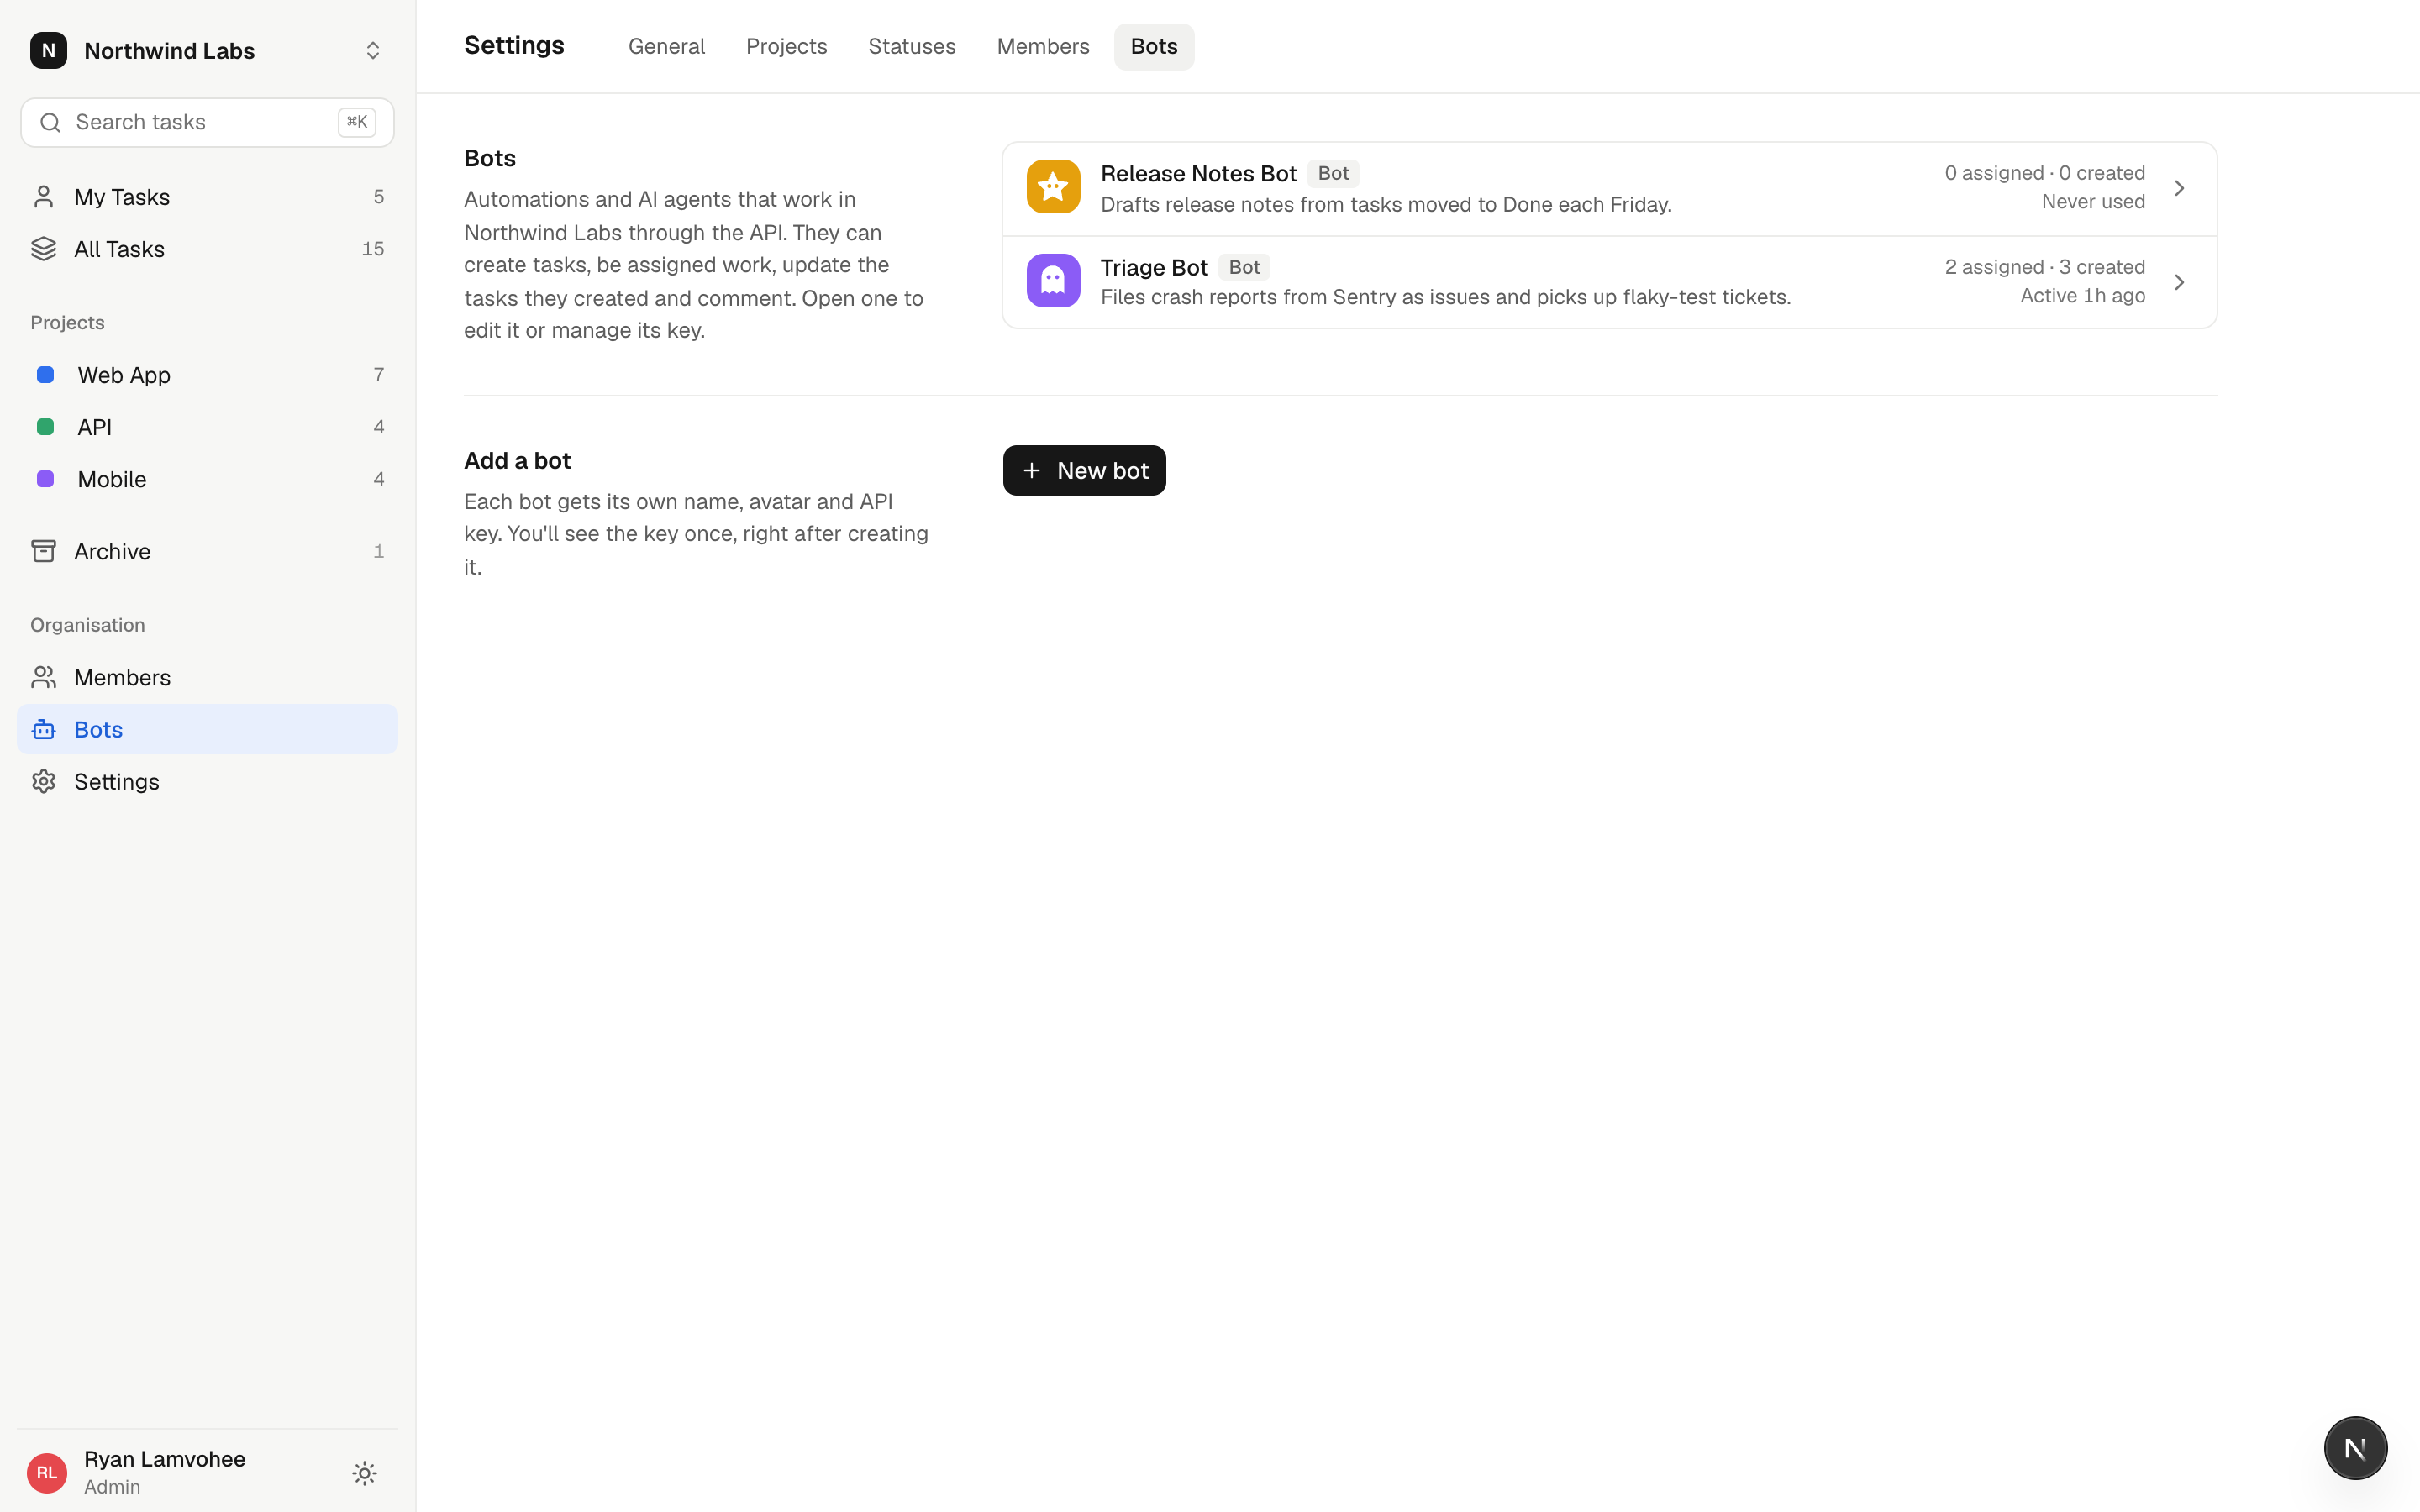 N Northwind Labs
Search tasks ⌘K
My Tasks 5
All Tasks 15
Projects
Web App 7
API 4
Mobile 4
Archive 1
Organisation
Members
Bots
Settings
RL Ryan Lamvohee
Admin
Settings General Projects Statuses Members Bots
Bots
Automations and AI agents that work in
Northwind Labs through the API. They can
create tasks, be assigned work, update the
tasks they created and comment. Open one to
edit it or manage its key.
Release Notes Bot Bot
Drafts release notes from tasks moved to Done each Friday.
0 assigned · 0 created
Never used
Triage Bot Bot
Files crash reports from Sentry as issues and picks up flaky-test tickets.
2 assigned · 3 created
Active 1h ago
Add a bot
Each bot gets its own name, avatar and API
key. You'll see the key once, right after creating
it.
New bot
N